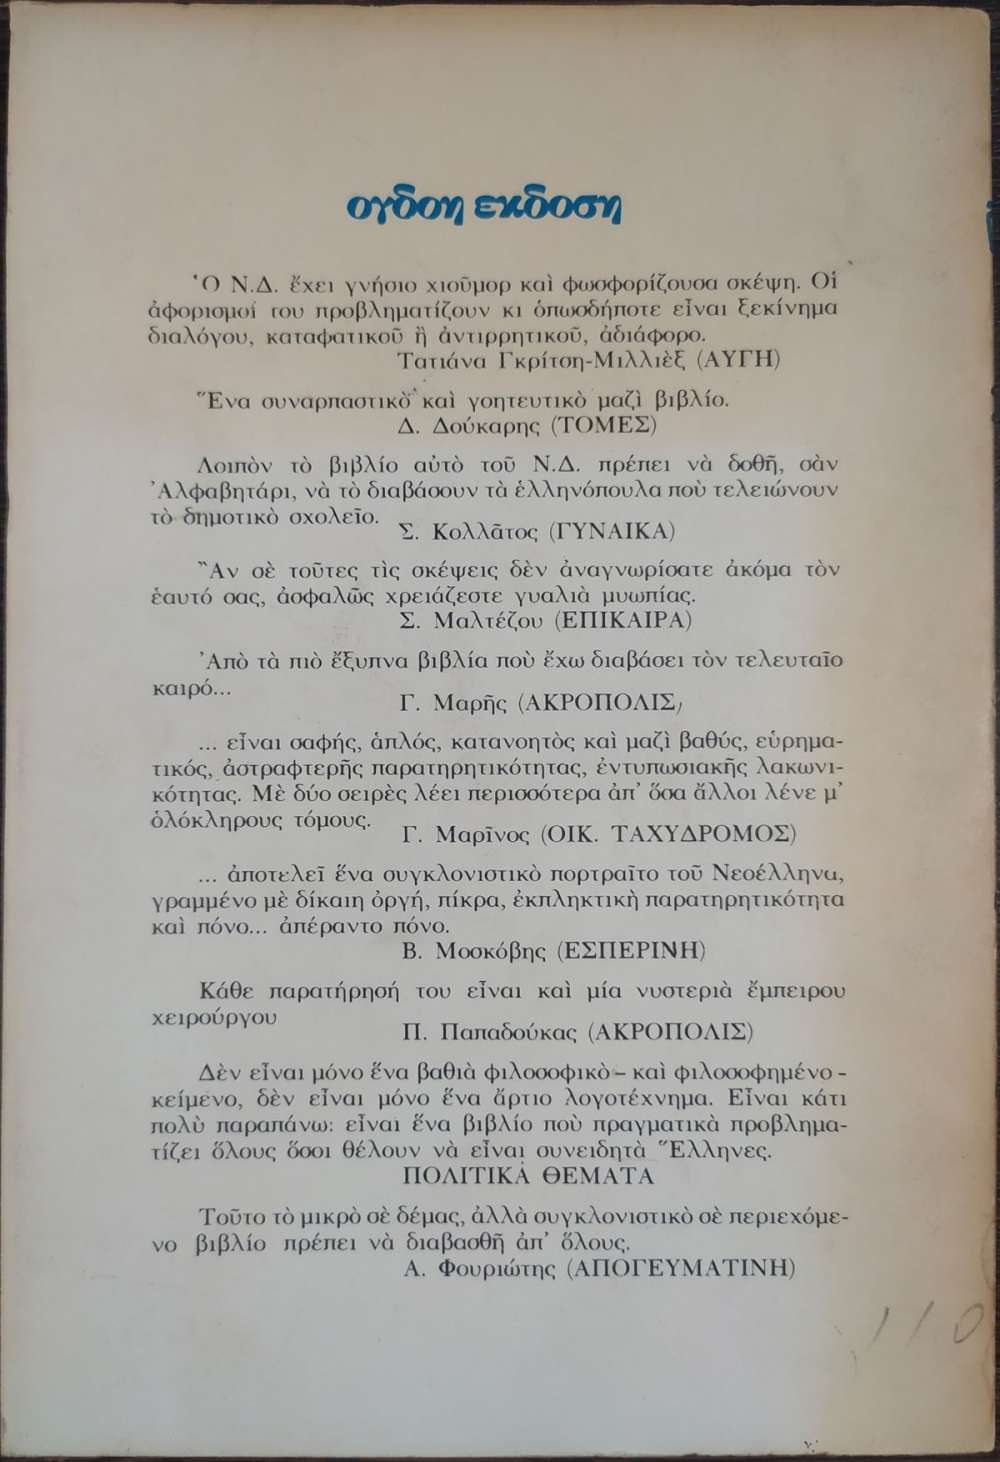 ογδοη εκδοση
Ὁ Ν.Δ. ἔχει γνήσιο χιοῦμορ καὶ φωσφορίζουσα σκέψη. Οἱ
ἀφορισμοί του προβληματίζουν κι ὁπωσδήποτε εἶναι ξεκίνημα
διαλόγου, καταφατικοῦ ἢ ἀντιρρητικοῦ, ἀδιάφορο.
Τατιάνα Γκρίτση-Μιλλιὲξ (ΑΥΓΗ)
Ἕνα συναρπαστικὸ καὶ γοητευτικὸ μαζὶ βιβλίο.
Δ. Δούκαρης (ΤΟΜΕΣ)
Λοιπὸν τὸ βιβλίο αὐτὸ τοῦ Ν.Δ. πρέπει νὰ δοθῆ, σὰν
Ἀλφαβητάρι, νὰ τὸ διαβάσουν τὰ ἑλληνόπουλα ποὺ τελειώνουν
τὸ δημοτικὸ σχολεῖο.
Σ. Κολλᾶτος (ΓΥΝΑΙΚΑ)
Ἂν σὲ τοῦτες τὶς σκέψεις δὲν ἀναγνωρίσατε ἀκόμα τὸν
ἑαυτό σας, ἀσφαλῶς χρειάζεστε γυαλιὰ μυωπίας.
Σ. Μαλτέζου (ΕΠΙΚΑΙΡΑ)
Ἀπὸ τὰ πιὸ ἔξυπνα βιβλία ποὺ ἔχω διαβάσει τὸν τελευταῖο
καιρό...
Γ. Μαρῆς (ΑΚΡΟΠΟΛΙΣ)
... εἶναι σαφής, ἁπλός, κατανοητὸς καὶ μαζὶ βαθύς, εὑρημα-
τικός, ἀστραφτερῆς παρατηρητικότητας, ἐντυπωσιακῆς λακωνι-
κότητας. Μὲ δύο σειρὲς λέει περισσότερα ἀπ' ὅσα ἄλλοι λένε μ'
ὁλόκληρους τόμους.
Γ. Μαρῖνος (ΟΙΚ. ΤΑΧΥΔΡΟΜΟΣ)
... ἀποτελεῖ ἕνα συγκλονιστικὸ πορτραῖτο τοῦ Νεοέλληνα,
γραμμένο μὲ δίκαιη ὀργή, πίκρα, ἐκπληκτικὴ παρατηρητικότητα
καὶ πόνο... ἀπέραντο πόνο.
Β. Μοσκόβης (ΕΣΠΕΡΙΝΗ)
Κάθε παρατήρησή του εἶναι καὶ μία νυστεριὰ ἔμπειρου
χειρούργου
Π. Παπαδούκας (ΑΚΡΟΠΟΛΙΣ)
Δὲν εἶναι μόνο ἕνα βαθιὰ φιλοσοφικὸ – καὶ φιλοσοφημένο -
κείμενο, δὲν εἶναι μόνο ἕνα ἄρτιο λογοτέχνημα. Εἶναι κάτι
πολὺ παραπάνω: εἶναι ἕνα βιβλίο ποὺ πραγματικὰ προβλημα-
τίζει ὅλους ὅσοι θέλουν νὰ εἶναι συνειδητὰ Ἕλληνες.
ΠΟΛΙΤΙΚΑ ΘΕΜΑΤΑ
Τοῦτο τὸ μικρὸ σὲ δέμας, ἀλλὰ συγκλονιστικὸ σὲ περιεχόμε-
νο βιβλίο πρέπει νὰ διαβασθῆ ἀπ' ὅλους.
Α. Φουριώτης (ΑΠΟΓΕΥΜΑΤΙΝΗ)
110